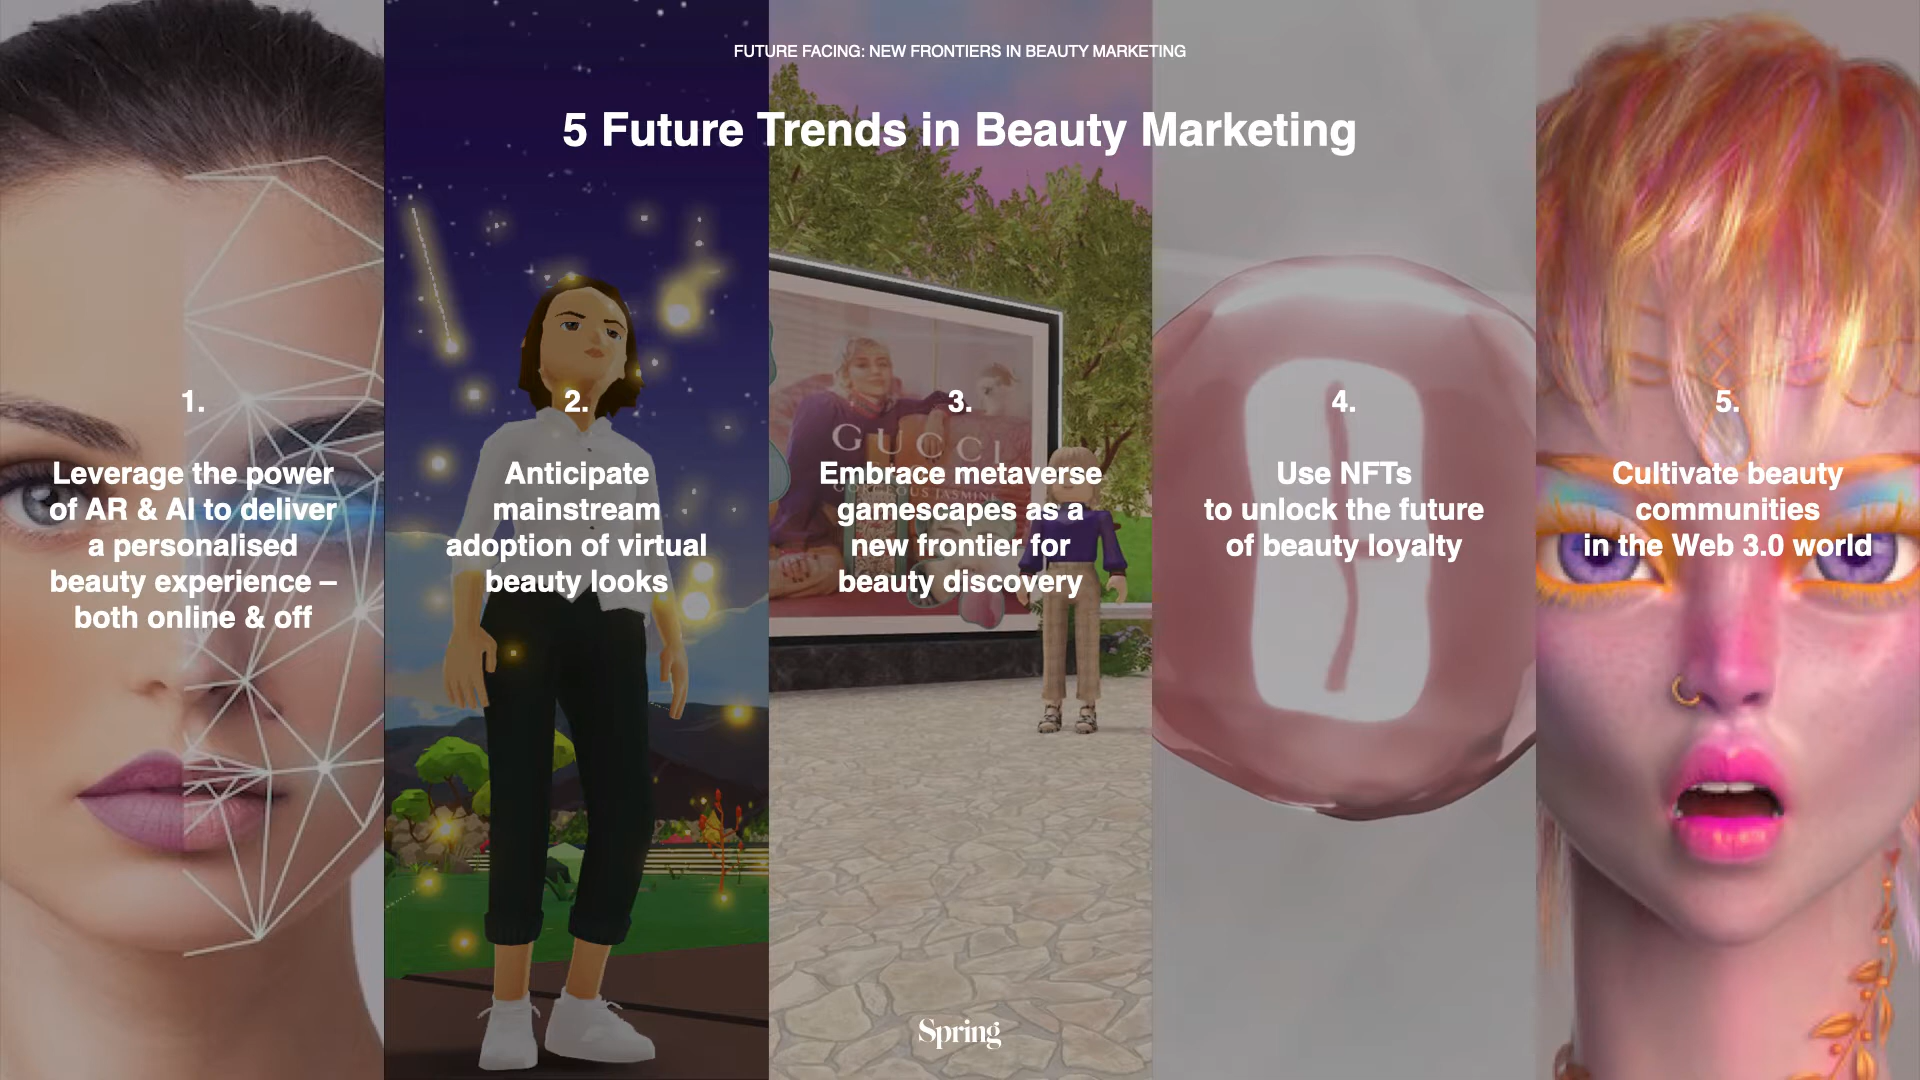 FUTURE FACING: NEW FRONTIERS IN BEAUTY MARKETING
5 Future Trends in Beauty Marketing
1.
Leverage the power
of AR & AI to deliver
a personalised
beauty experience –
both online & off
2.
Anticipate
mainstream
adoption of virtual
beauty looks
3.
Embrace metaverse
gamescapes as a
new frontier for
beauty discovery
GUCCI
GORGEOUS JASMINE
4.
Use NFTs
to unlock the future
of beauty loyalty
5.
Cultivate beauty
communities
in the Web 3.0 world
Spring